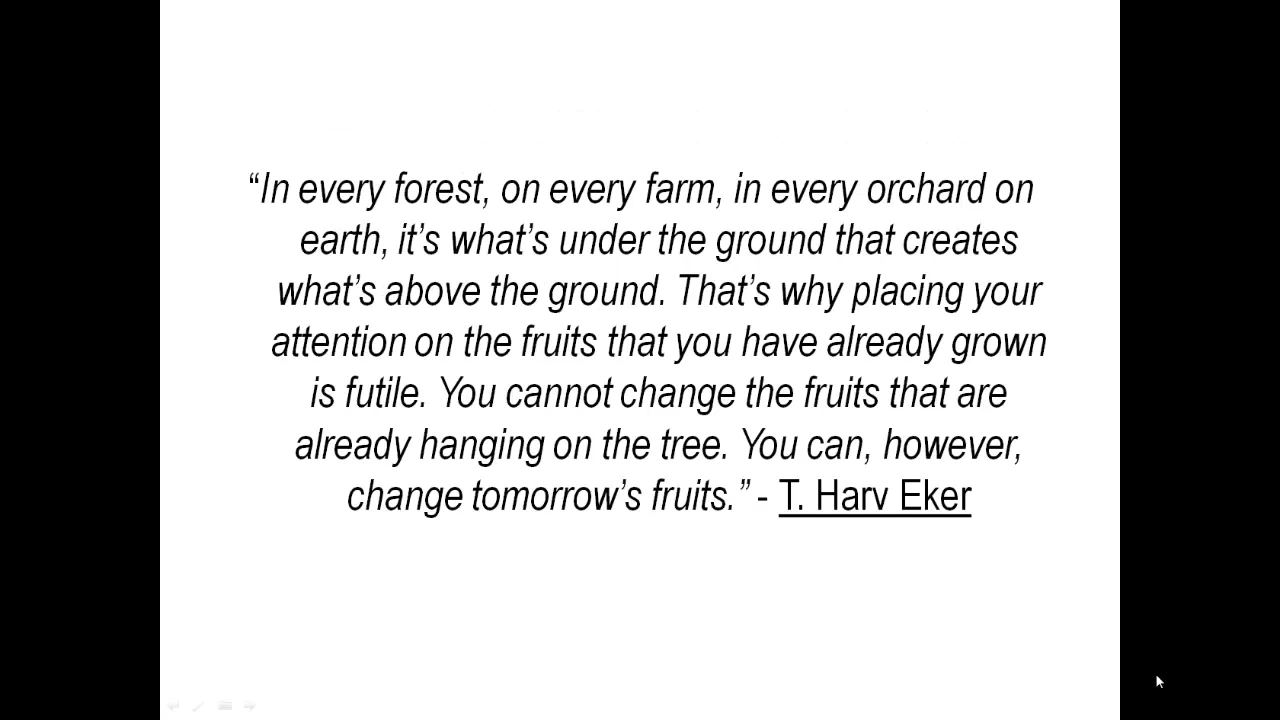 “In every forest, on every farm, in every orchard on
earth, it’s what’s under the ground that creates
what’s above the ground. That’s why placing your
attention on the fruits that you have already grown
is futile. You cannot change the fruits that are
already hanging on the tree. You can, however,
change tomorrow’s fruits.” - T. Harv Eker